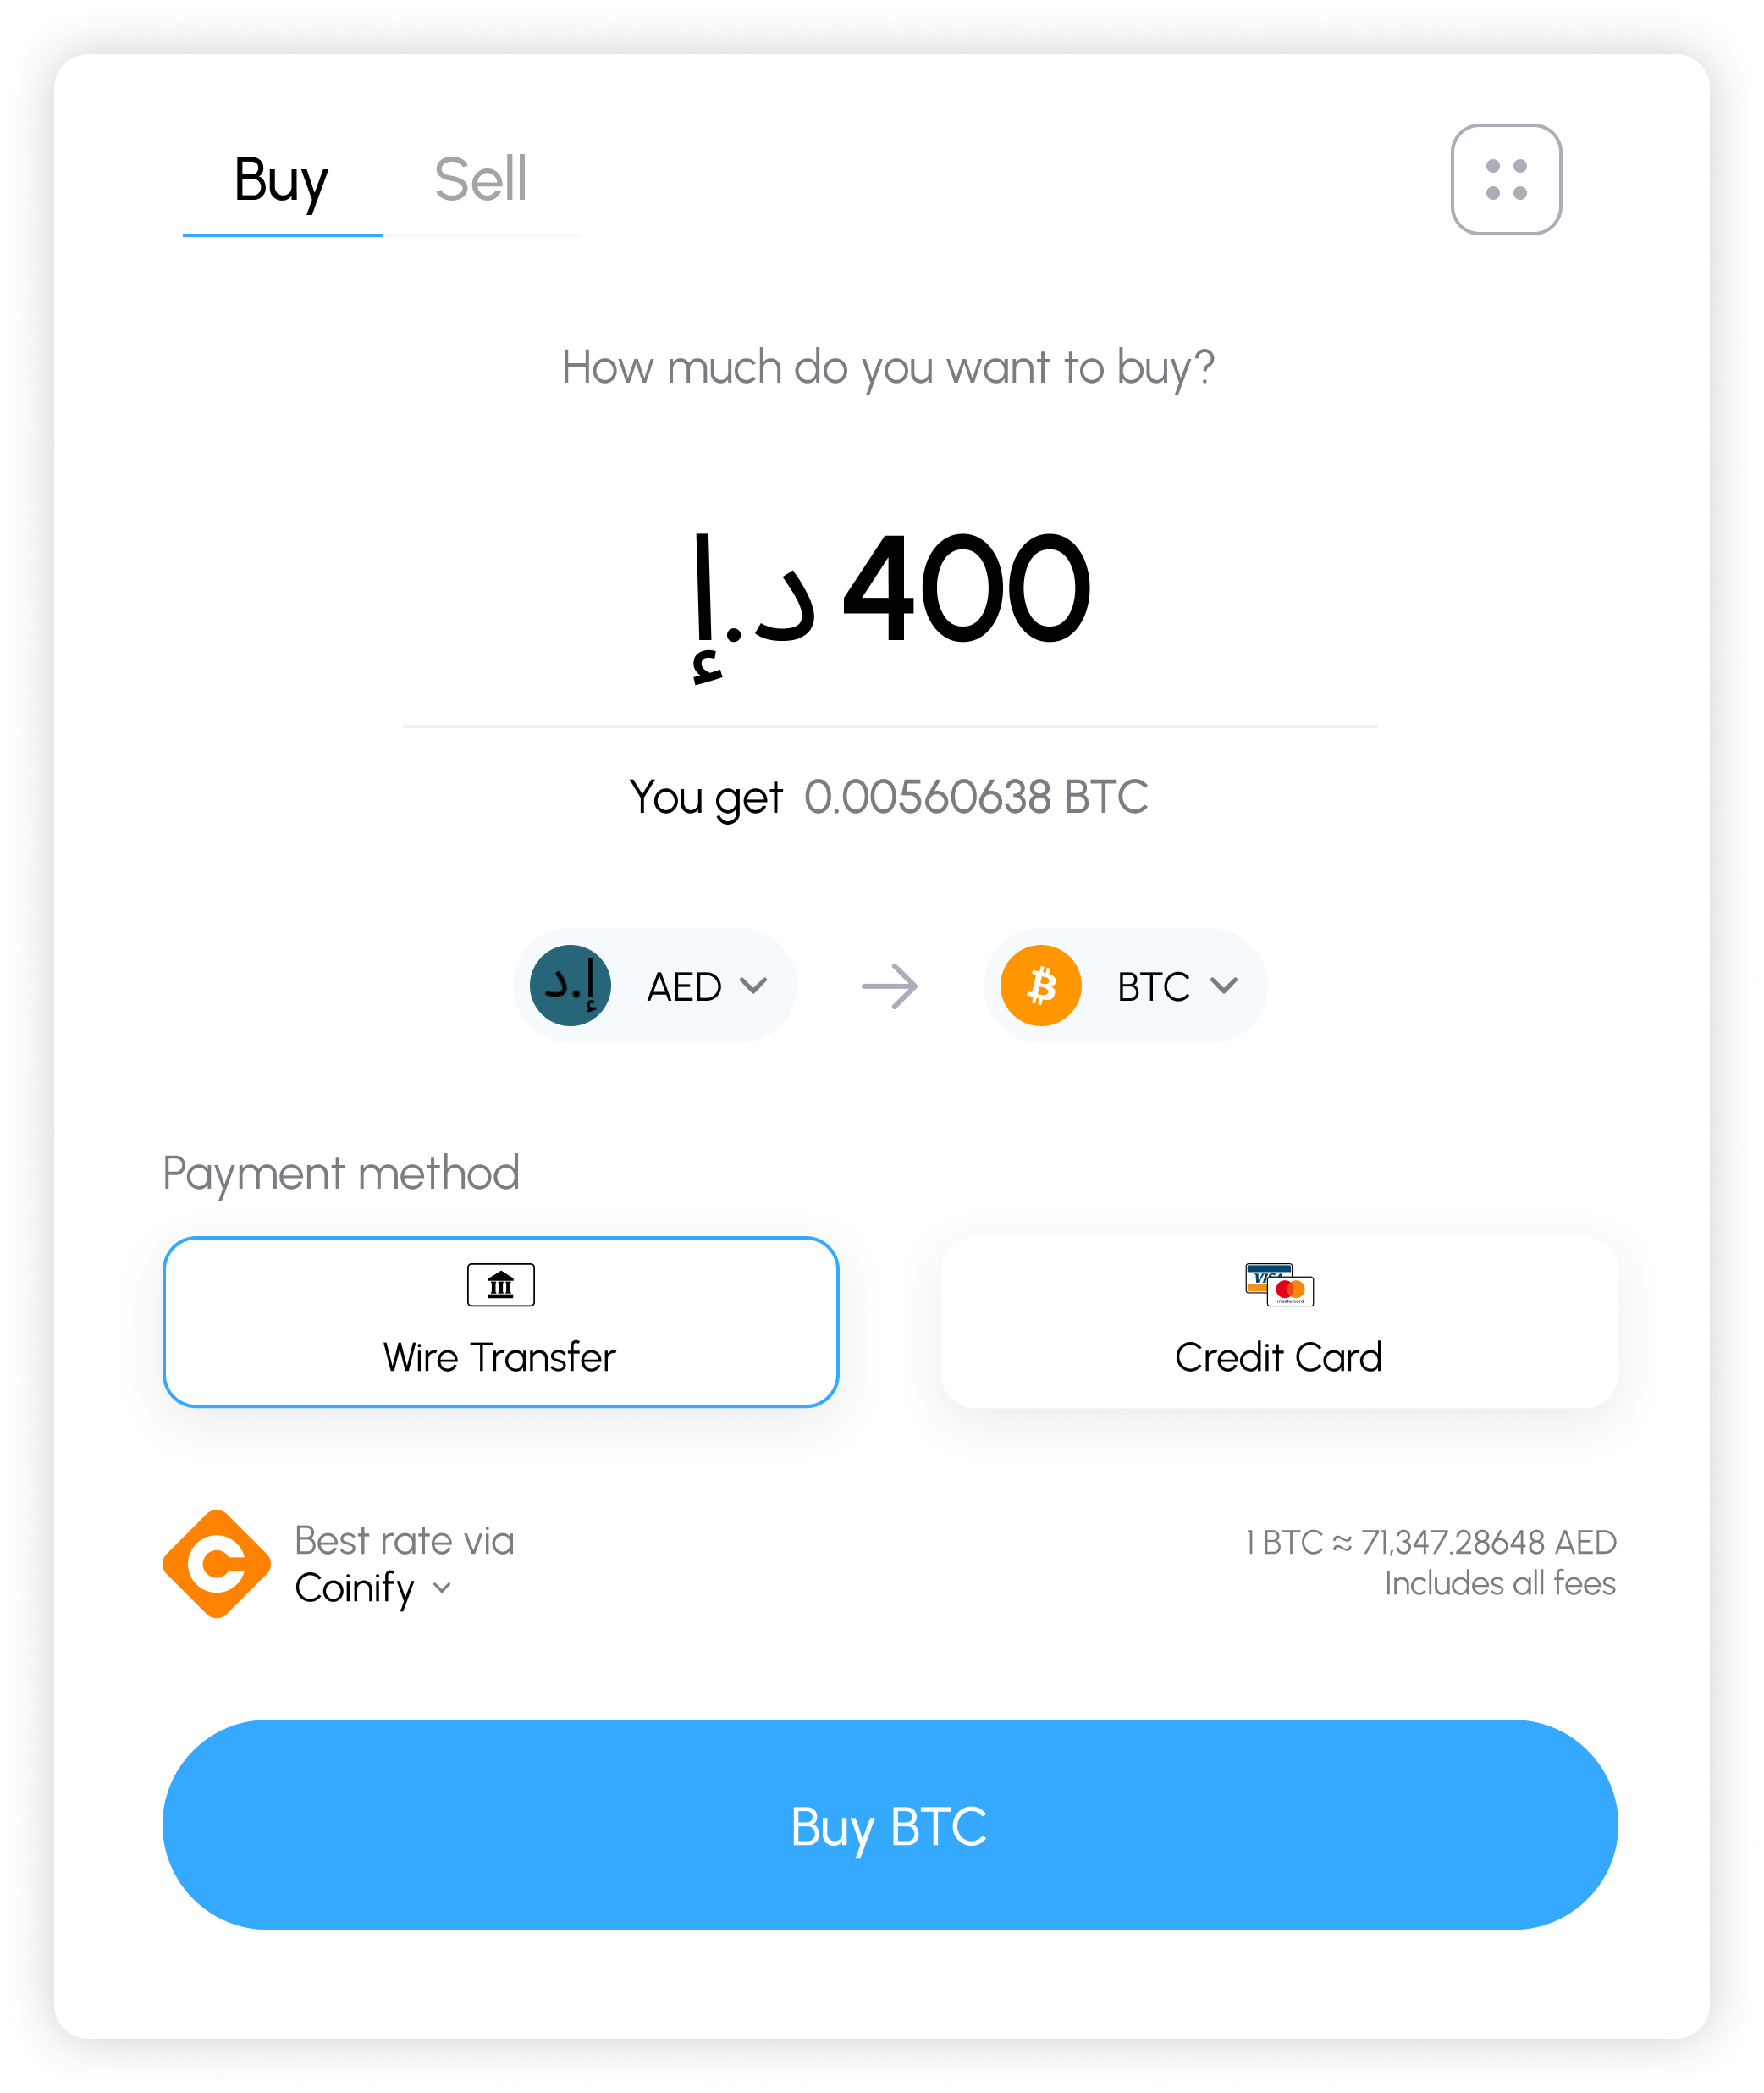 Buy Sell
How much do you want to buy?
د.إ 400
You get 0.00560638 BTC
د.إ AED BTC
Payment method
VISA mastercard
Wire Transfer Credit Card
Best rate via
Coinify
1 BTC ≈ 71,347.28648 AED
Includes all fees
Buy BTC